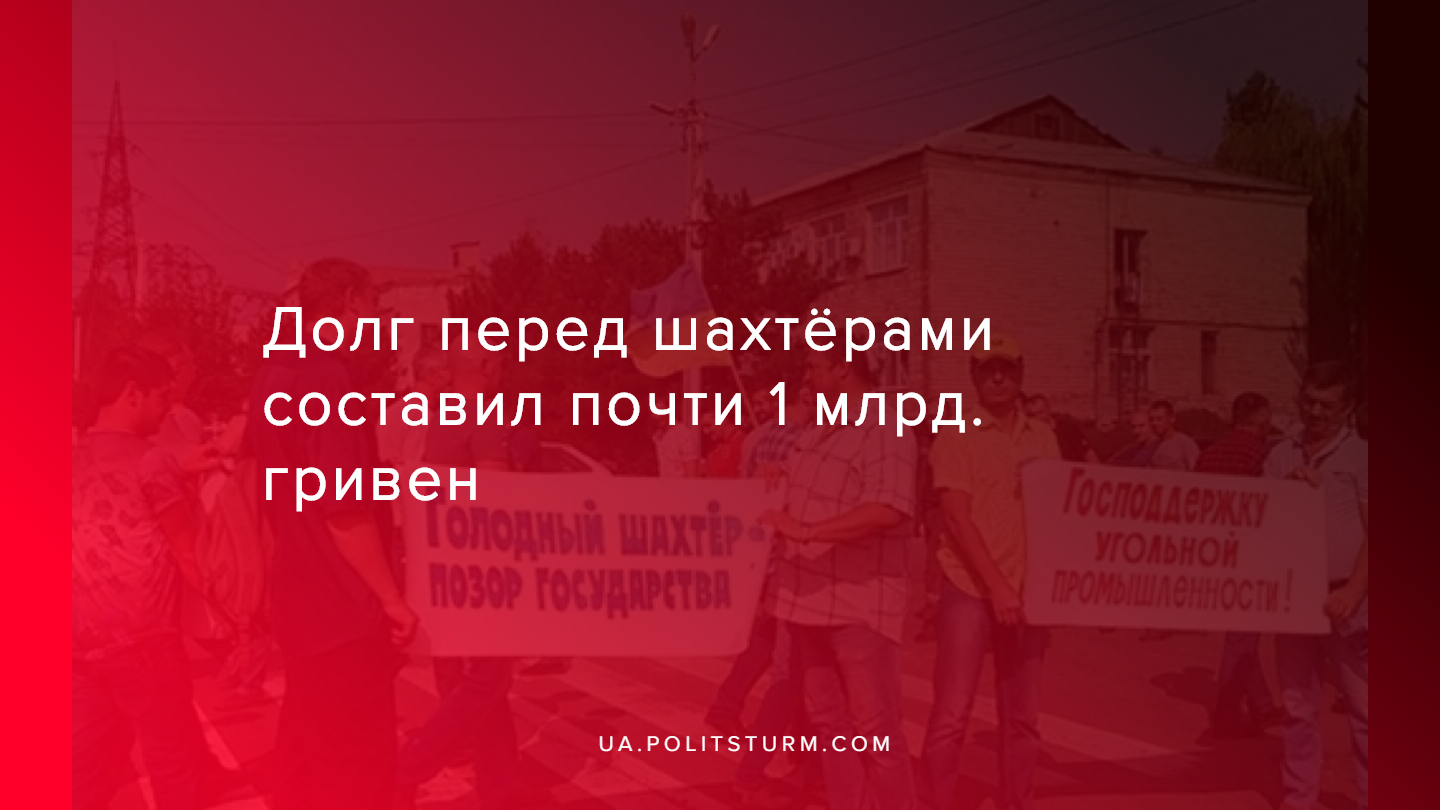 Долг перед шахтёрами
составил почти 1 млрд.
гривен
Голодный шахтёр -
позор государства
Господдержку
угольной
промышленности!
UA.POLITSTURM.COM